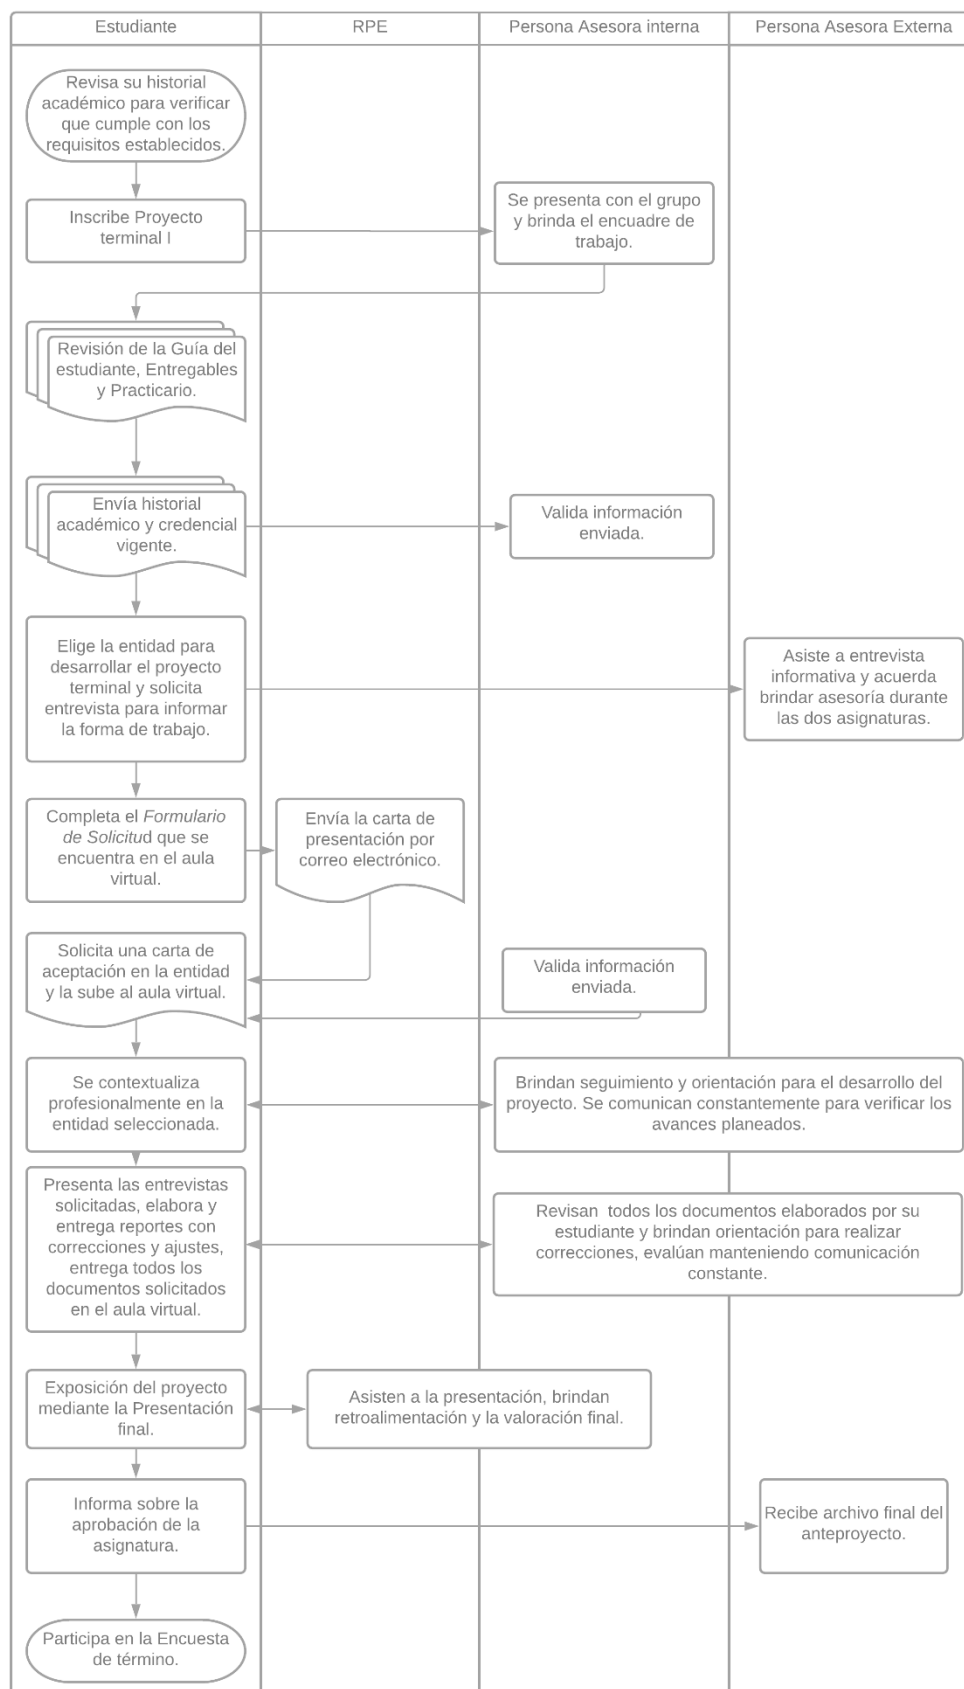 Estudiante
RPE
Persona Asesora interna
Persona Asesora Externa
Revisa su historial
académico para verificar
que cumple con los
requisitos establecidos.
Inscribe Proyecto
terminal I
Se presenta con el grupo
y brinda el encuadre de
trabajo.
Revisión de la Guía del
estudiante, Entregables
y Practicario.
Envía historial
académico y credencial
vigente.
Valida información
enviada.
Elige la entidad para
desarrollar el proyecto
terminal y solicita
entrevista para informar
la forma de trabajo.
Asiste a entrevista
informativa y acuerda
brindar asesoría durante
las dos asignaturas.
Completa el Formulario
de Solicitud que se
encuentra en el aula
virtual.
Envía la carta de
presentación por
correo electrónico.
Solicita una carta de
aceptación en la entidad
y la sube al aula virtual.
Valida información
enviada.
Se contextualiza
profesionalmente en la
entidad seleccionada.
Brindan seguimiento y orientación para el desarrollo del
proyecto. Se comunican constantemente para verificar los
avances planeados.
Presenta las entrevistas
solicitadas, elabora y
entrega reportes con
correcciones y ajustes,
entrega todos los
documentos solicitados
en el aula virtual.
Revisan todos los documentos elaborados por su
estudiante y brindan orientación para realizar
correcciones, evalúan manteniendo comunicación
constante.
Exposición del proyecto
mediante la Presentación
final.
Asisten a la presentación, brindan
retroalimentación y la valoración final.
Informa sobre la
aprobación de la
asignatura.
Recibe archivo final del
anteproyecto.
Participa en la Encuesta
de término.